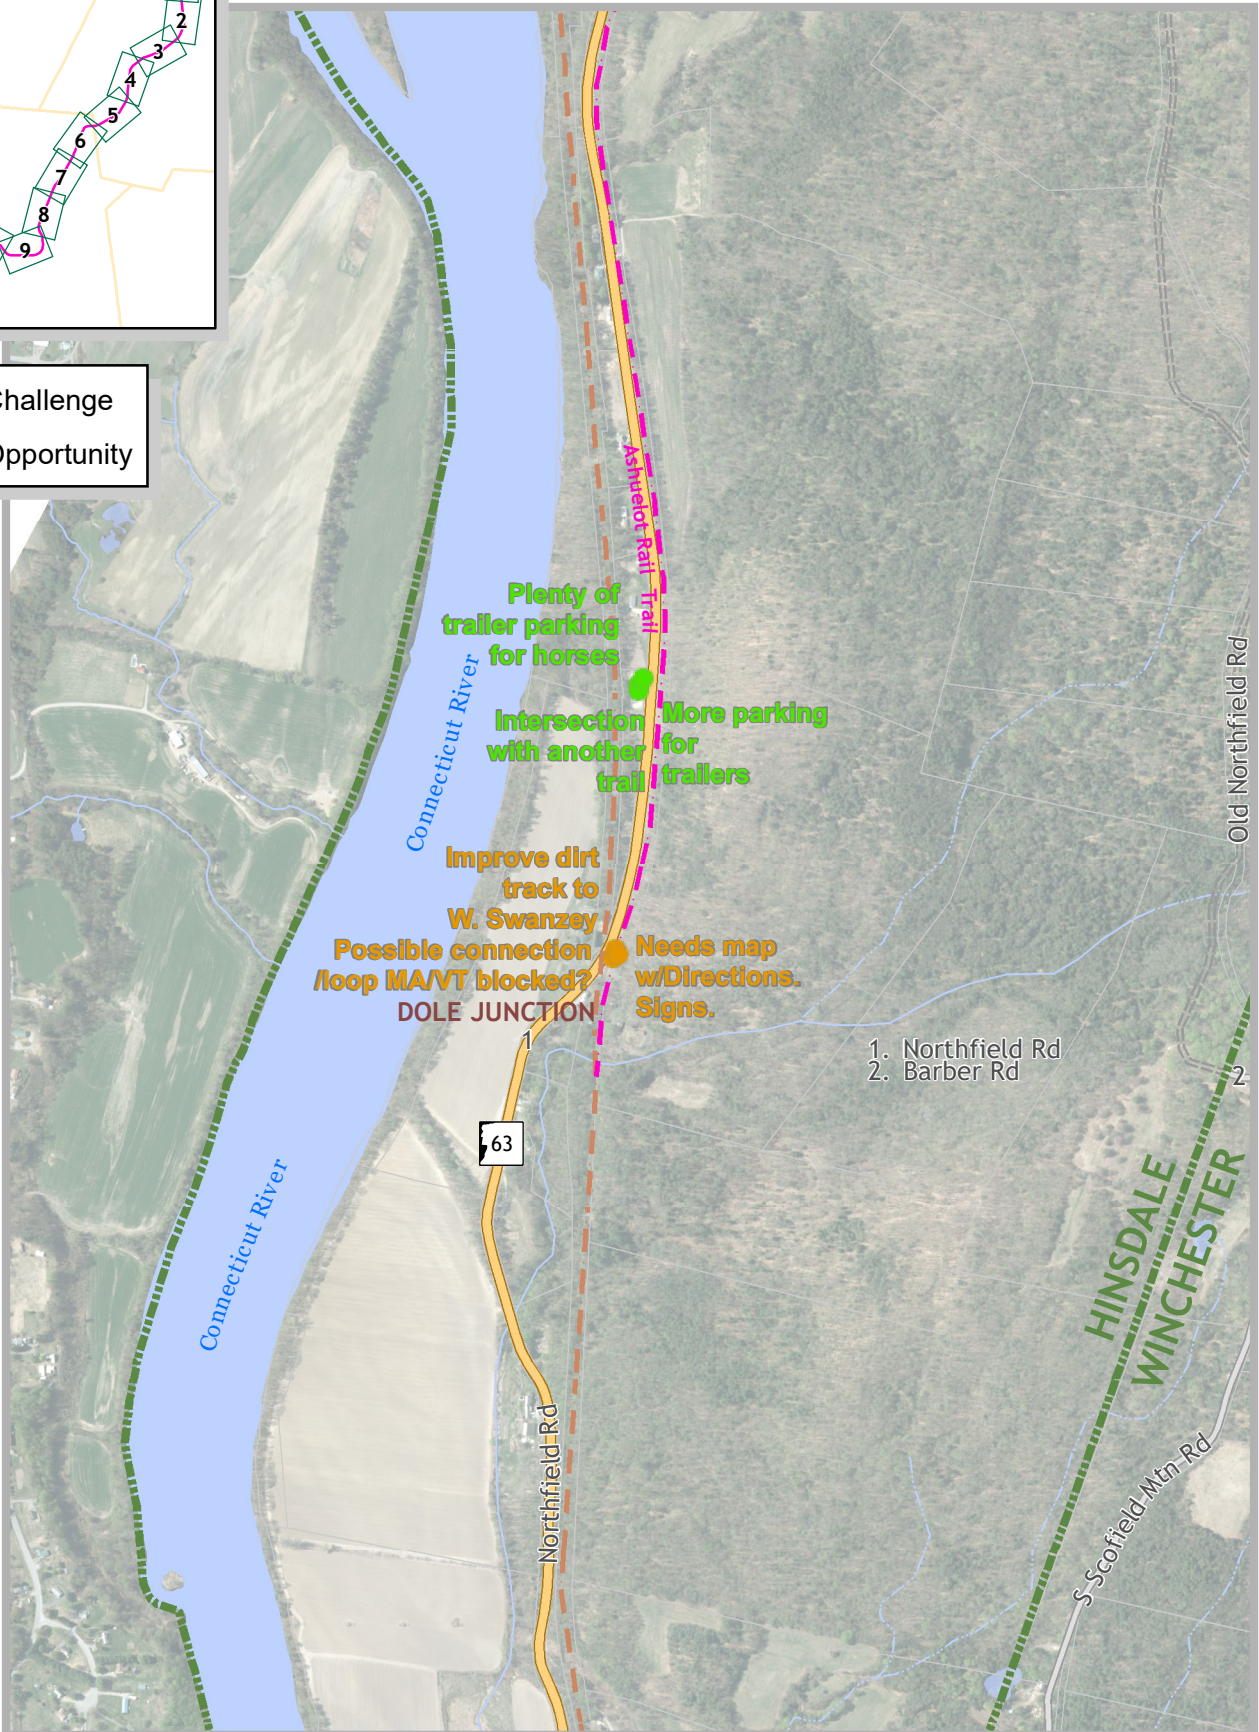 2
3
4
5
6
7
8
9
Challenge
Opportunity
Ashuelot Rail Trail
Plenty of
trailer parking
for horses
Intersection
with another
trail
More parking
for
trailers
Connecticut River
Old Northfield Rd
Improve dirt
track to
W. Swanzey
Possible connection
/loop MA/VT blocked?
Needs map
w/Directions.
Signs.
DOLE JUNCTION
1
1. Northfield Rd
2. Barber Rd
2
63
Connecticut River
HINSDALE
WINCHESTER
Northfield Rd
S Scofield Mtn Rd